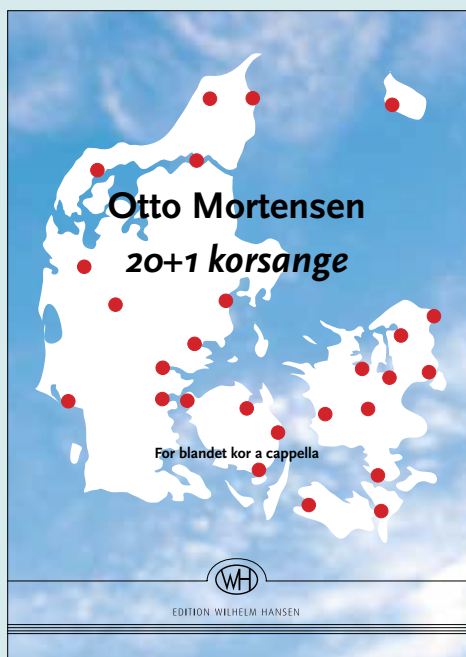 Otto Mortensen
20+1 korsange
For blandet kor a cappella
WH
EDITION WILHELM HANSEN